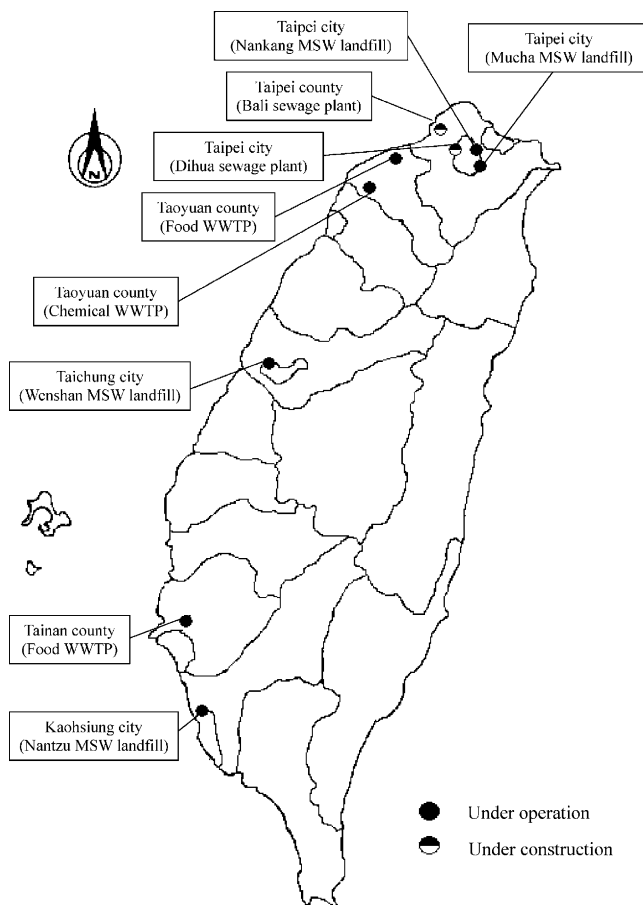 Taipei city
(Nankang MSW landfill)
Taipei city
(Mucha MSW landfill)
Taipei county
(Bali sewage plant)
Taipei city
(Dihua sewage plant)
N
Taoyuan county
(Food WWTP)
Taoyuan county
(Chemical WWTP)
Taichung city
(Wenshan MSW landfill)
Tainan county
(Food WWTP)
Kaohsiung city
(Nantzu MSW landfill)
Under operation
Under construction